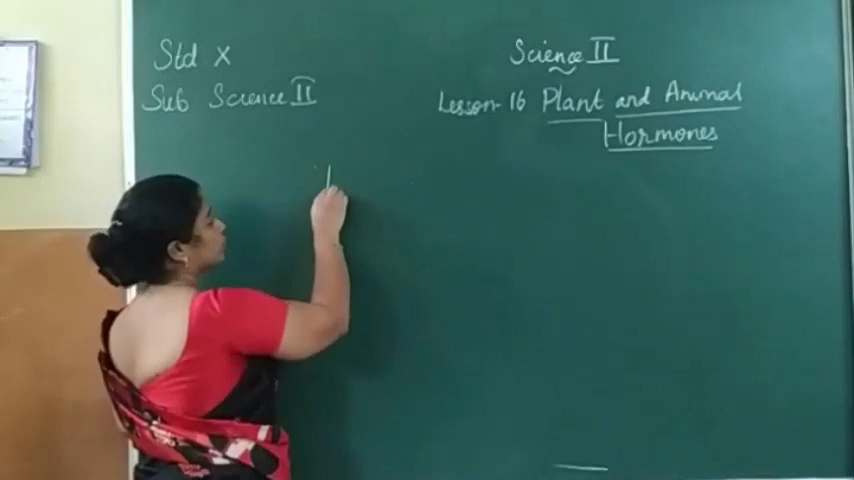 Std X
Sub Science II
Science II
Lesson-16 Plant and Animal
Hormones